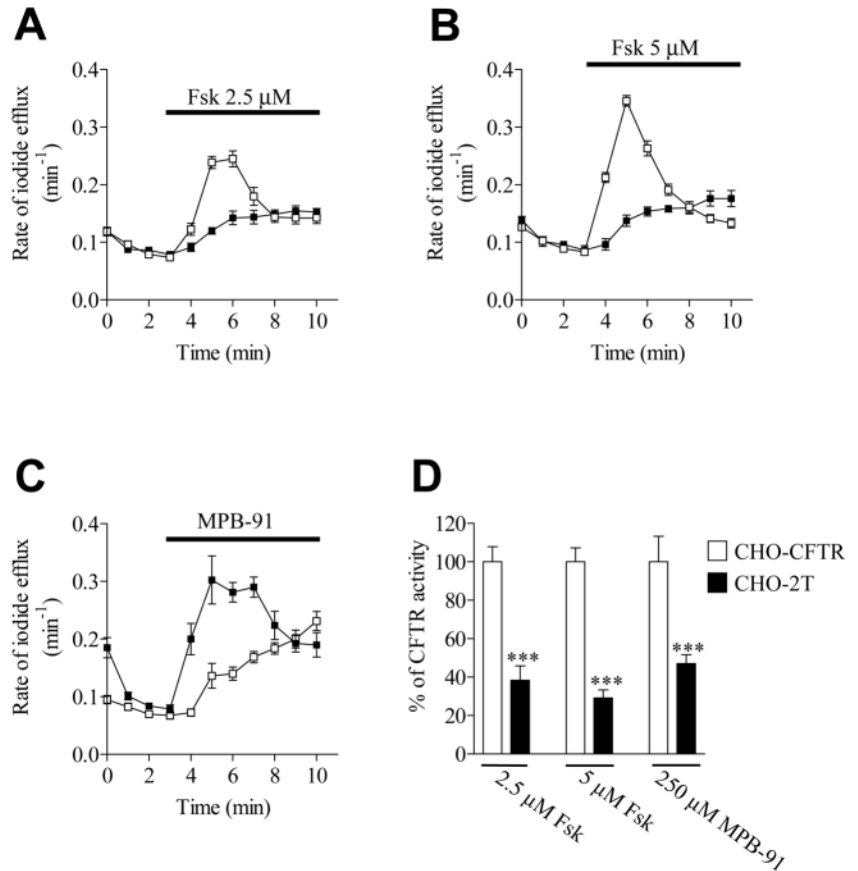 A
Fsk 2.5 μM
0.4
0.3
0.2
0.1
0.0
Rate of iodide efflux
(min⁻¹)
0 2 4 6 8 10
Time (min)
B
Fsk 5 μM
0.4
0.3
0.2
0.1
0.0
Rate of iodide efflux
(min⁻¹)
0 2 4 6 8 10
Time (min)
C
MPB-91
0.4
0.3
0.2
0.1
0.0
Rate of iodide efflux
(min⁻¹)
0 2 4 6 8 10
Time (min)
D
120
100
80
60
40
20
0
% of CFTR activity
*** *** ***
2.5 μM Fsk
5 μM Fsk
250 μM MPB-91
CHO-CFTR
CHO-2T